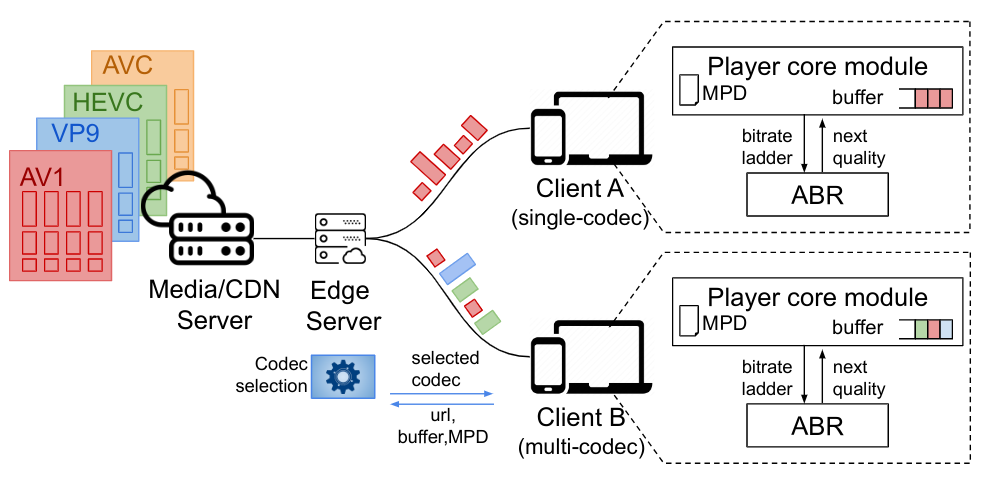 AVC
HEVC
VP9
AV1
Media/CDN
Server
Edge
Server
Codec
selection
selected
codec
url,
buffer,MPD
Client A
(single-codec)
Player core module
MPD
buffer
bitrate
ladder
next
quality
ABR
Client B
(multi-codec)
Player core module
MPD
buffer
bitrate
ladder
next
quality
ABR